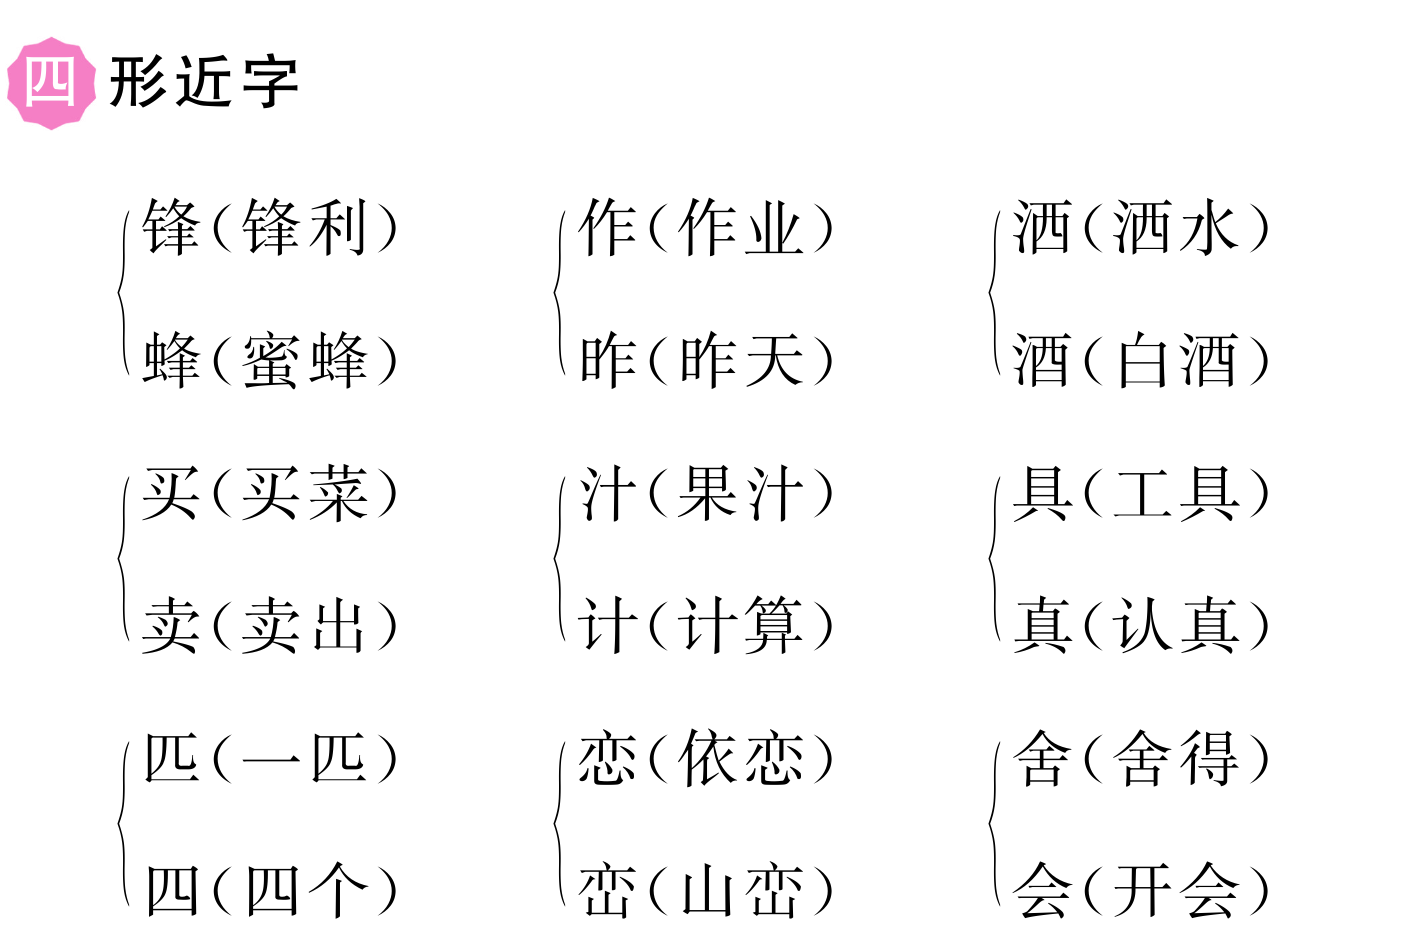 四 形近字
锋(锋利) 作(作业) 洒(洒水)
蜂(蜜蜂) 昨(昨天) 酒(白酒)
买(买菜) 汁(果汁) 具(工具)
卖(卖出) 计(计算) 真(认真)
匹(一匹) 恋(依恋) 舍(舍得)
四(四个) 峦(山峦) 会(开会)